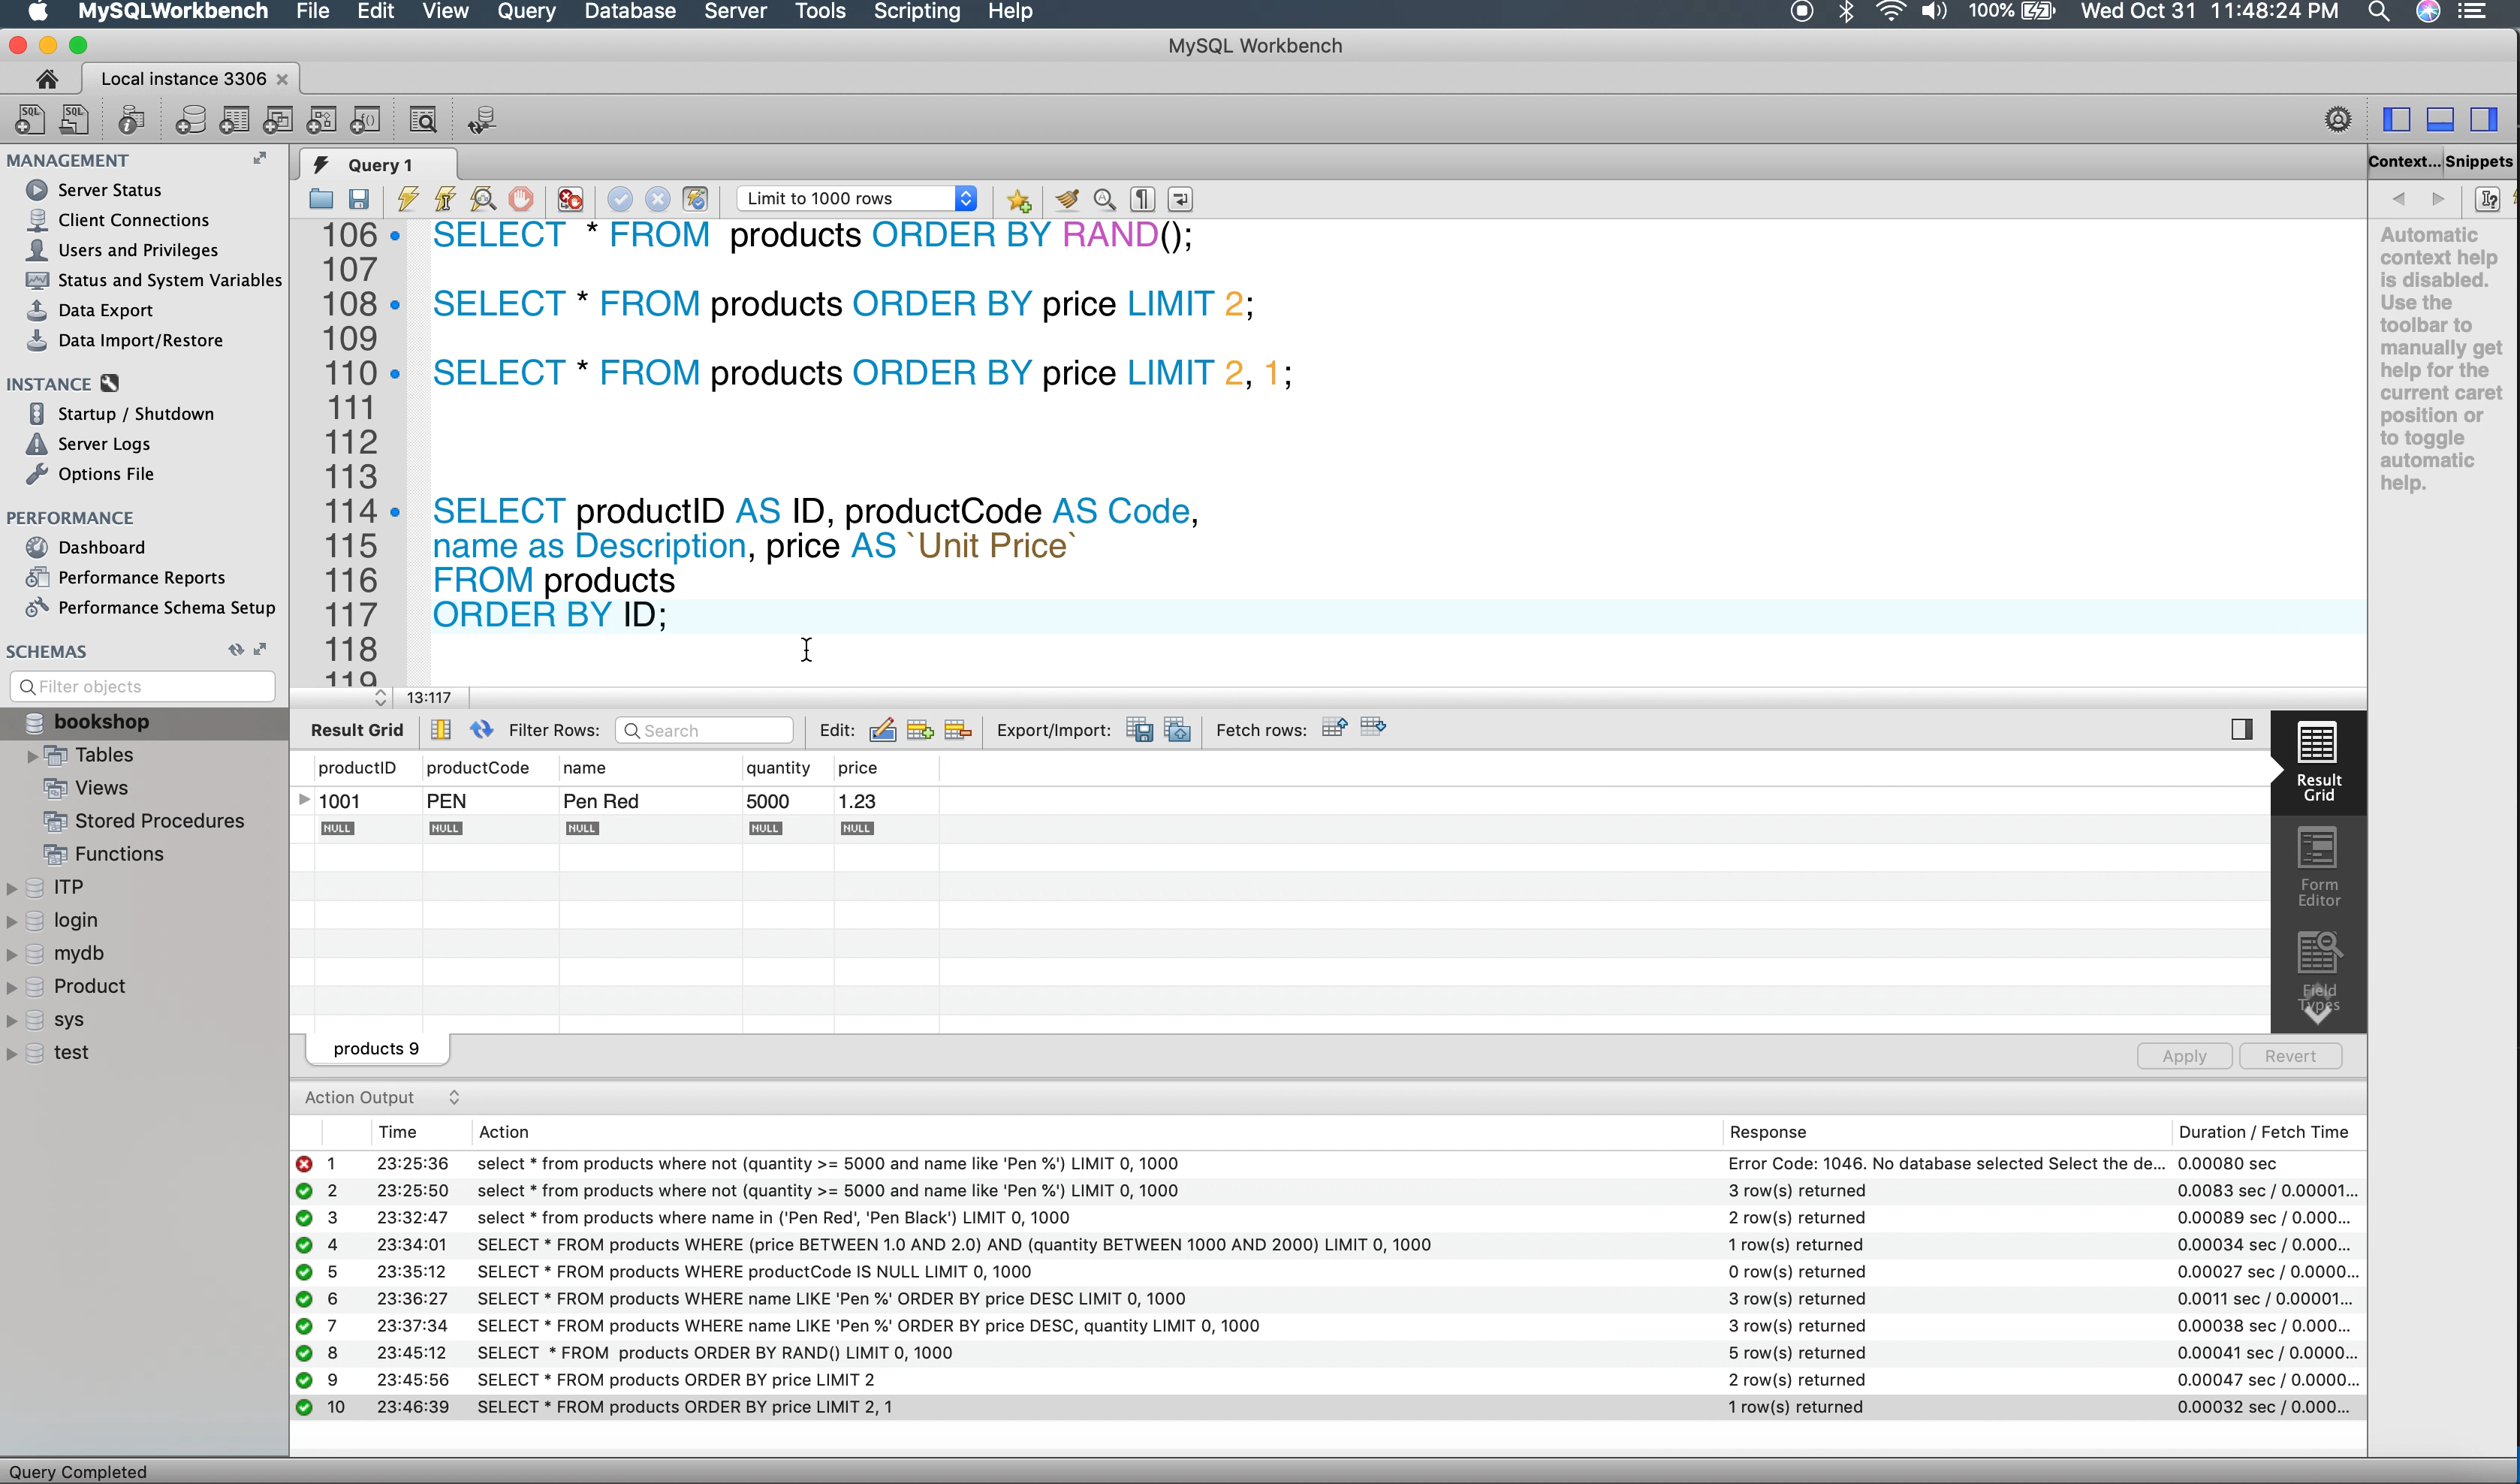 MySQLWorkbench File Edit View Query Database Server Tools Scripting Help 100% Wed Oct 31 11:48:24 PM
MySQL Workbench
Local instance 3306
MANAGEMENT
Server Status
Client Connections
Users and Privileges
Status and System Variables
Data Export
Data Import/Restore
INSTANCE
Startup / Shutdown
Server Logs
Options File
PERFORMANCE
Dashboard
Performance Reports
Performance Schema Setup
SCHEMAS
Filter objects
bookshop
Tables
Views
Stored Procedures
Functions
ITP
login
mydb
Product
sys
test
Query 1
Limit to 1000 rows
106 SELECT * FROM products ORDER BY RAND();
107
108 SELECT * FROM products ORDER BY price LIMIT 2;
109
110 SELECT * FROM products ORDER BY price LIMIT 2, 1;
111
112
113
114 SELECT productID AS ID, productCode AS Code,
115 name as Description, price AS `Unit Price`
116 FROM products
117 ORDER BY ID;
118
119
13:117
Result Grid Filter Rows: Search Edit: Export/Import: Fetch rows:
productID productCode name quantity price
1001 PEN Pen Red 5000 1.23
NULL NULL NULL NULL NULL
Result
Grid
Form
Editor
Field
Types
products 9
Apply Revert
Action Output
Time Action Response Duration / Fetch Time
1 23:25:36 select * from products where not (quantity >= 5000 and name like 'Pen %') LIMIT 0, 1000 Error Code: 1046. No database selected Select the de... 0.00080 sec
2 23:25:50 select * from products where not (quantity >= 5000 and name like 'Pen %') LIMIT 0, 1000 3 row(s) returned 0.0083 sec / 0.00001...
3 23:32:47 select * from products where name in ('Pen Red', 'Pen Black') LIMIT 0, 1000 2 row(s) returned 0.00089 sec / 0.000...
4 23:34:01 SELECT * FROM products WHERE (price BETWEEN 1.0 AND 2.0) AND (quantity BETWEEN 1000 AND 2000) LIMIT 0, 1000 1 row(s) returned 0.00034 sec / 0.000...
5 23:35:12 SELECT * FROM products WHERE productCode IS NULL LIMIT 0, 1000 0 row(s) returned 0.00027 sec / 0.0000...
6 23:36:27 SELECT * FROM products WHERE name LIKE 'Pen %' ORDER BY price DESC LIMIT 0, 1000 3 row(s) returned 0.0011 sec / 0.00001...
7 23:37:34 SELECT * FROM products WHERE name LIKE 'Pen %' ORDER BY price DESC, quantity LIMIT 0, 1000 3 row(s) returned 0.00038 sec / 0.000...
8 23:45:12 SELECT * FROM products ORDER BY RAND() LIMIT 0, 1000 5 row(s) returned 0.00041 sec / 0.0000...
9 23:45:56 SELECT * FROM products ORDER BY price LIMIT 2 2 row(s) returned 0.00047 sec / 0.0000...
10 23:46:39 SELECT * FROM products ORDER BY price LIMIT 2, 1 1 row(s) returned 0.00032 sec / 0.000...
Query Completed
Context... Snippets
Automatic
context help
is disabled.
Use the
toolbar to
manually get
help for the
current caret
position or
to toggle
automatic
help.